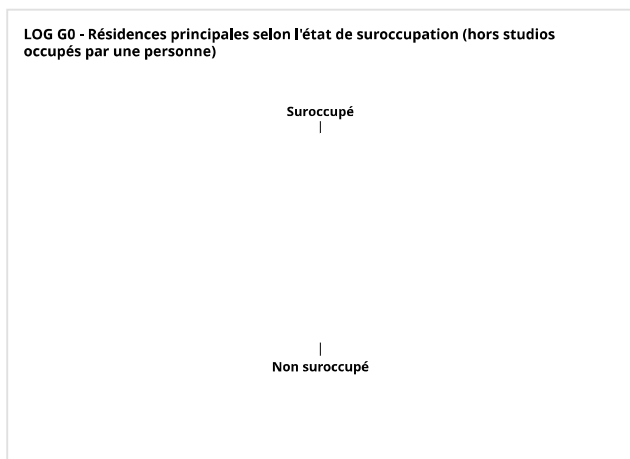 LOG G0 - Résidences principales selon l'état de suroccupation (hors studios
occupés par une personne)
Suroccupé
Non suroccupé